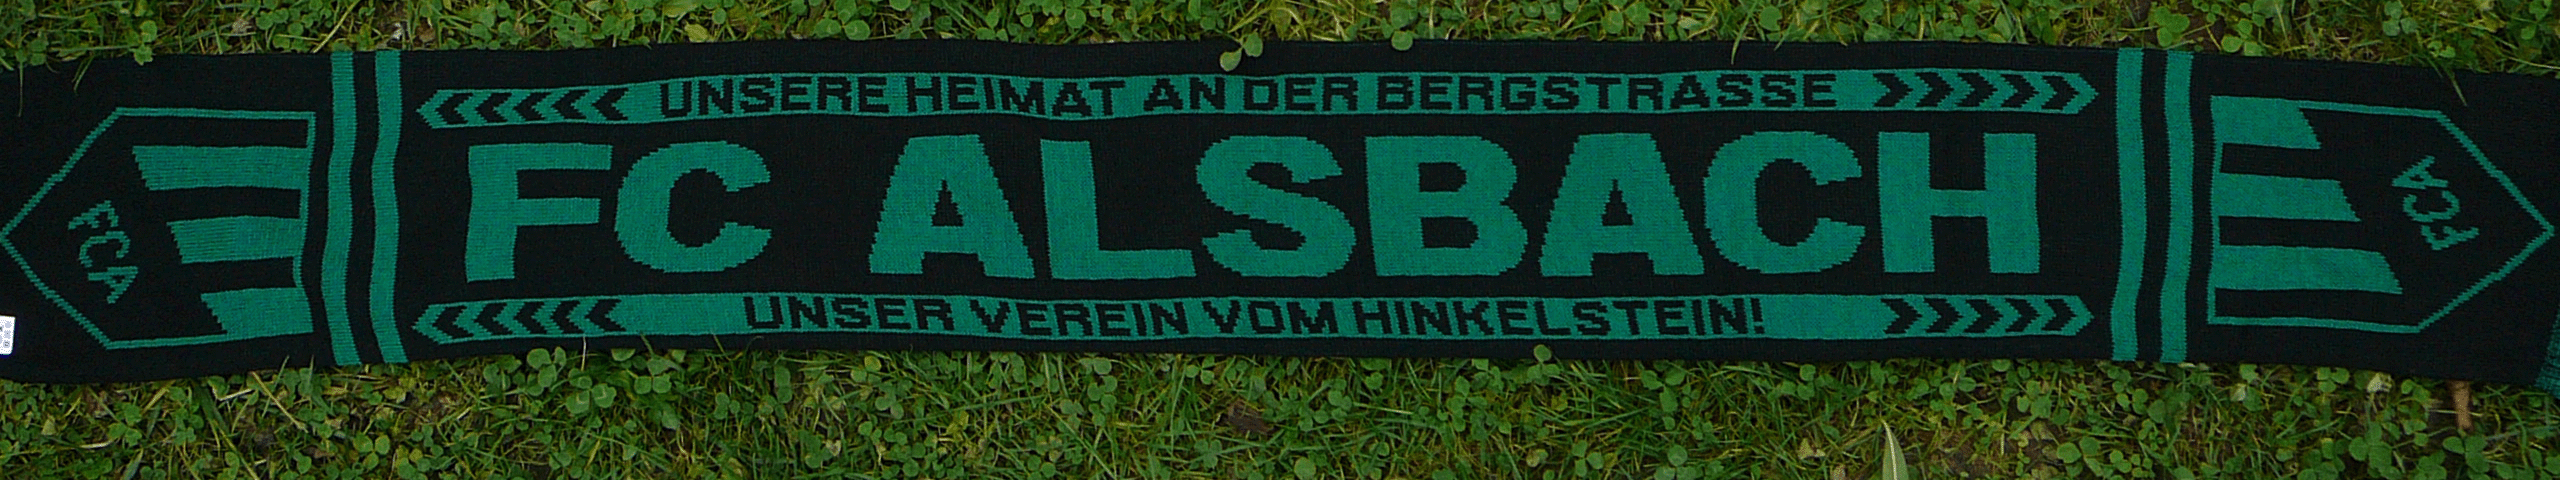 UNSERE HEIMAT AN DER BERGSTRASSE
FCA
FC ALSBACH
FCA
UNSER VEREIN VOM HINKELSTEIN!